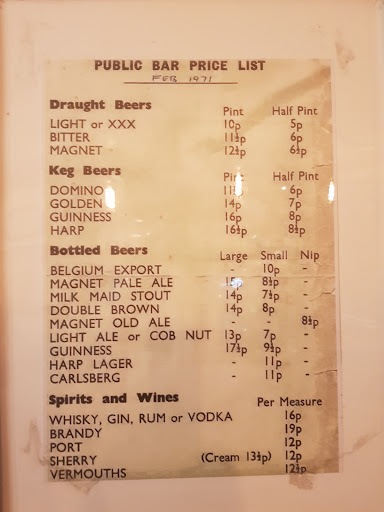 PUBLIC BAR PRICE LIST
FEB 1971
Draught Beers Pint Half Pint
LIGHT or XXX 10p 5p
BITTER 11½p 6p
MAGNET 12½p 6½p
Keg Beers Pint Half Pint
DOMINO 6p
GOLDEN 14p 7p
GUINNESS 16p 8p
HARP 16½p 8½p
Bottled Beers Large Small Nip
BELGIUM EXPORT - 10p -
MAGNET PALE ALE 8½p -
MILK MAID STOUT 14p 7½p -
DOUBLE BROWN 14p 8p -
MAGNET OLD ALE - - 8½p
LIGHT ALE or COB NUT 13p 7p -
GUINNESS 17½p 9½p -
HARP LAGER - 11p -
CARLSBERG - 11p -
Spirits and Wines Per Measure
WHISKY, GIN, RUM or VODKA 16p
BRANDY 19p
PORT 12p
SHERRY (Cream 13½p) 12p
VERMOUTHS 12½p